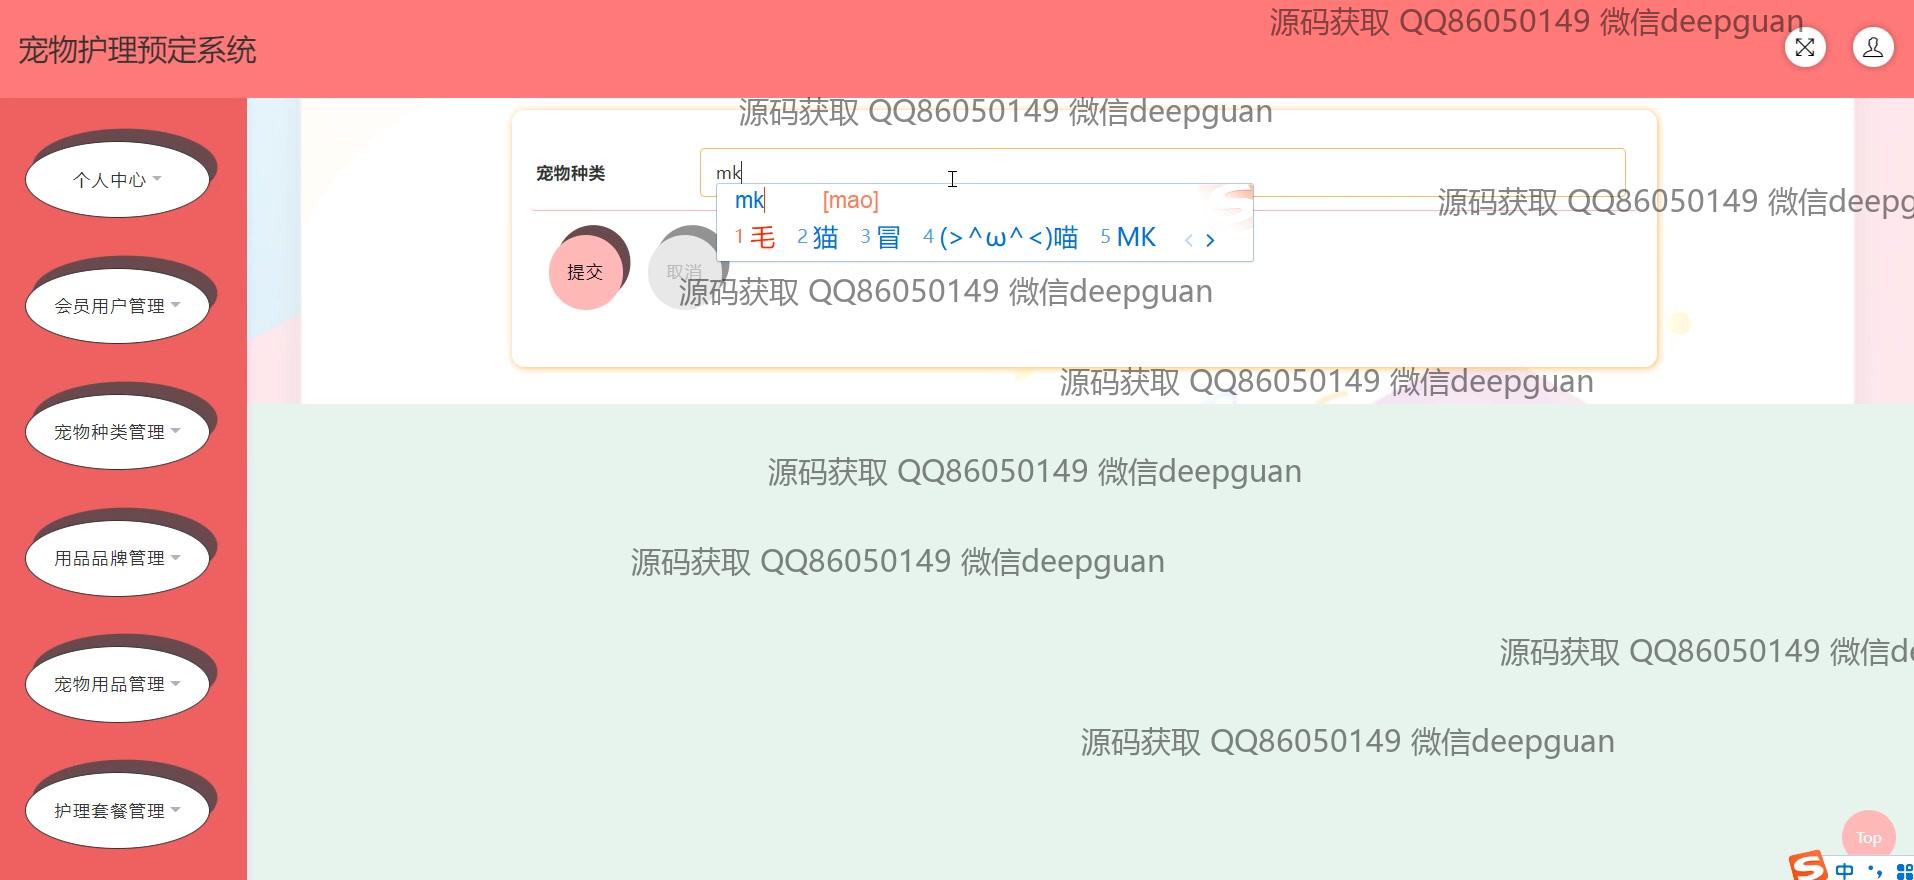 源码获取 QQ86050149 微信deepguan
宠物护理预定系统
源码获取 QQ86050149 微信deepguan
个人中心
宠物种类
mk
mk [mao]
源码获取 QQ86050149 微信deepg
1 毛 2 猫 3 冒 4 (>^ω^<)喵 5 MK
提交
取消
源码获取 QQ86050149 微信deepguan
会员用户管理
源码获取 QQ86050149 微信deepguan
宠物种类管理
源码获取 QQ86050149 微信deepguan
用品品牌管理
源码获取 QQ86050149 微信deepguan
源码获取 QQ86050149 微信de
宠物用品管理
源码获取 QQ86050149 微信deepguan
护理套餐管理
Top
中